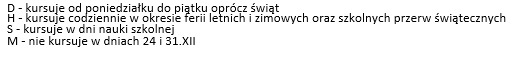 D - kursuje od poniedziałku do piątku oprócz świąt
H - kursuje codziennie w okresie ferii letnich i zimowych oraz szkolnych przerw świątecznych
S - kursuje w dni nauki szkolnej
M - nie kursuje w dniach 24 i 31.XII